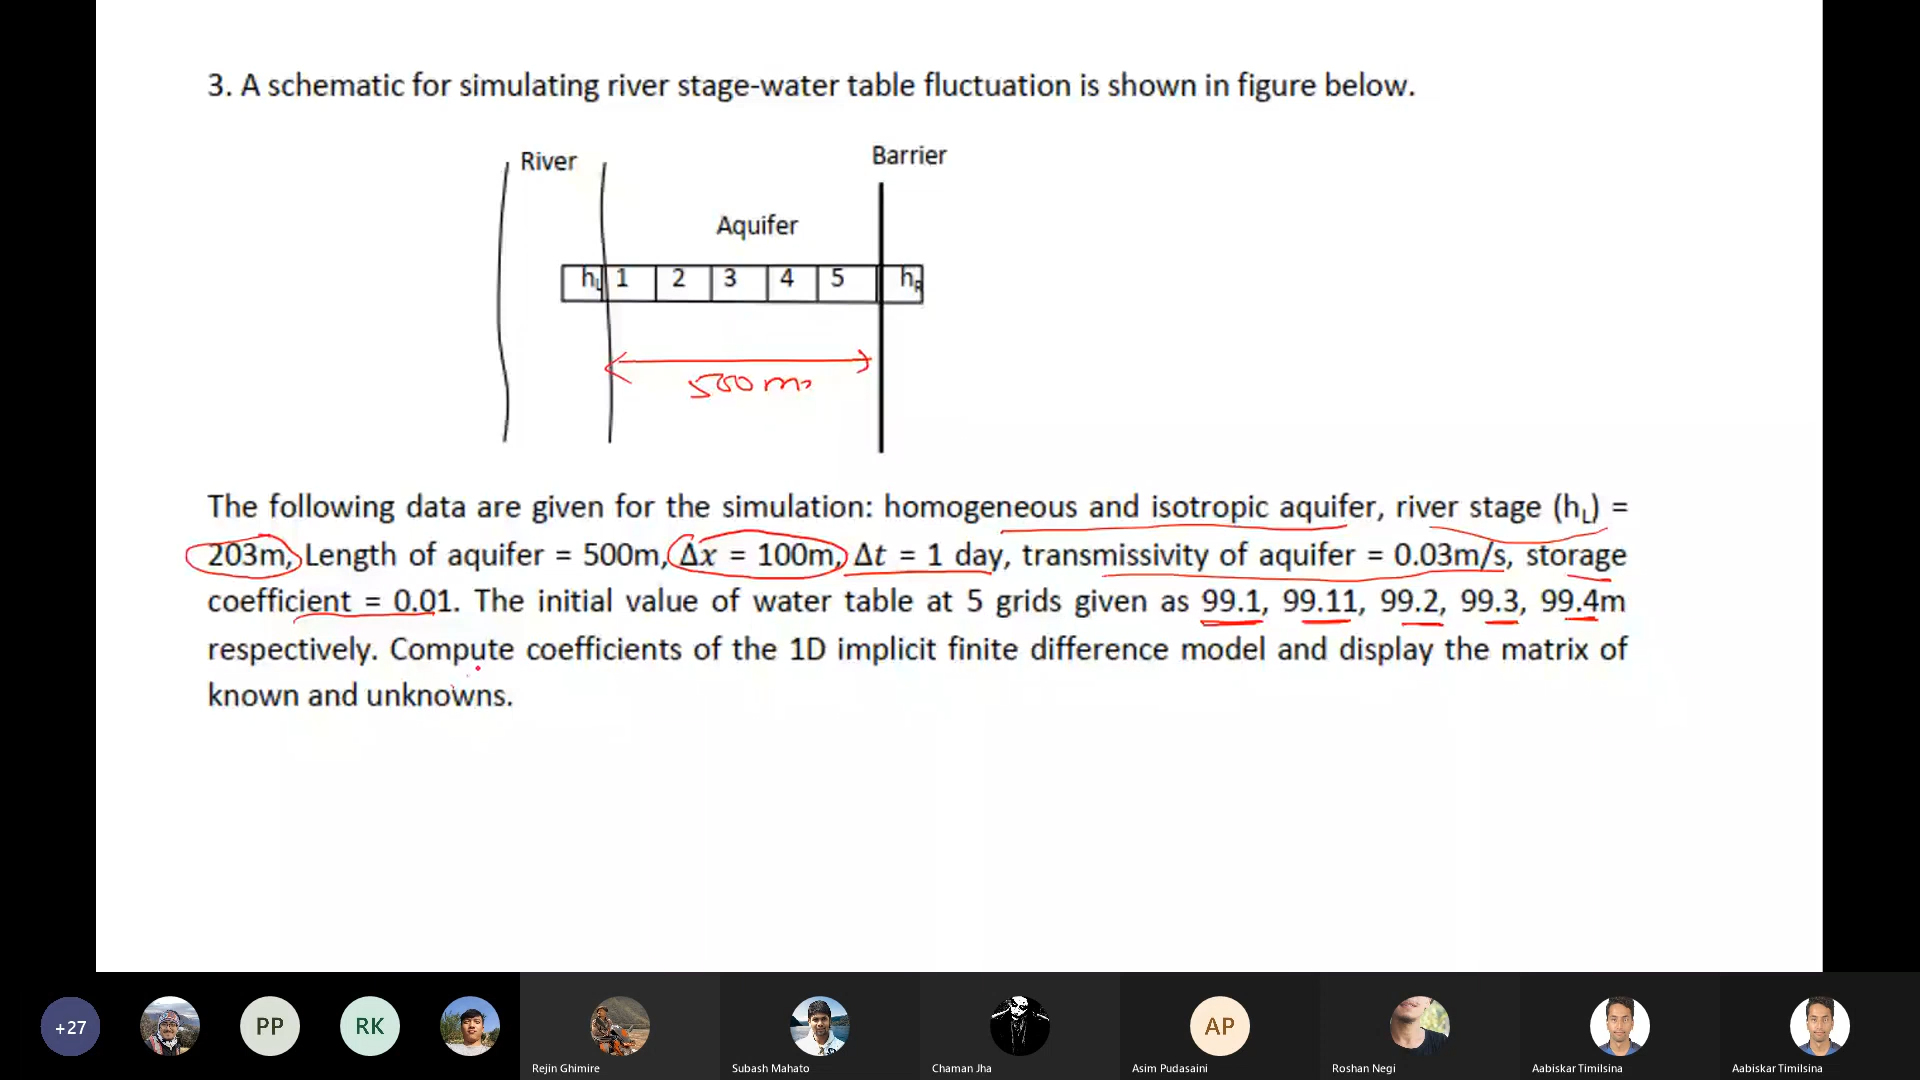 3. A schematic for simulating river stage-water table fluctuation is shown in figure below.
River
Barrier
Aquifer
hL 1 2 3 4 5 hR
500m
The following data are given for the simulation: homogeneous and isotropic aquifer, river stage (hL) =
203m, Length of aquifer = 500m, Δx = 100m, Δt = 1 day, transmissivity of aquifer = 0.03m/s, storage
coefficient = 0.01. The initial value of water table at 5 grids given as 99.1, 99.11, 99.2, 99.3, 99.4m
respectively. Compute coefficients of the 1D implicit finite difference model and display the matrix of
known and unknowns.
+27 PP RK AP
Rejin Ghimire Subash Mahato Chaman Jha Asim Pudasaini Roshan Negi Aabiskar Timilsina Aabiskar Timilsina